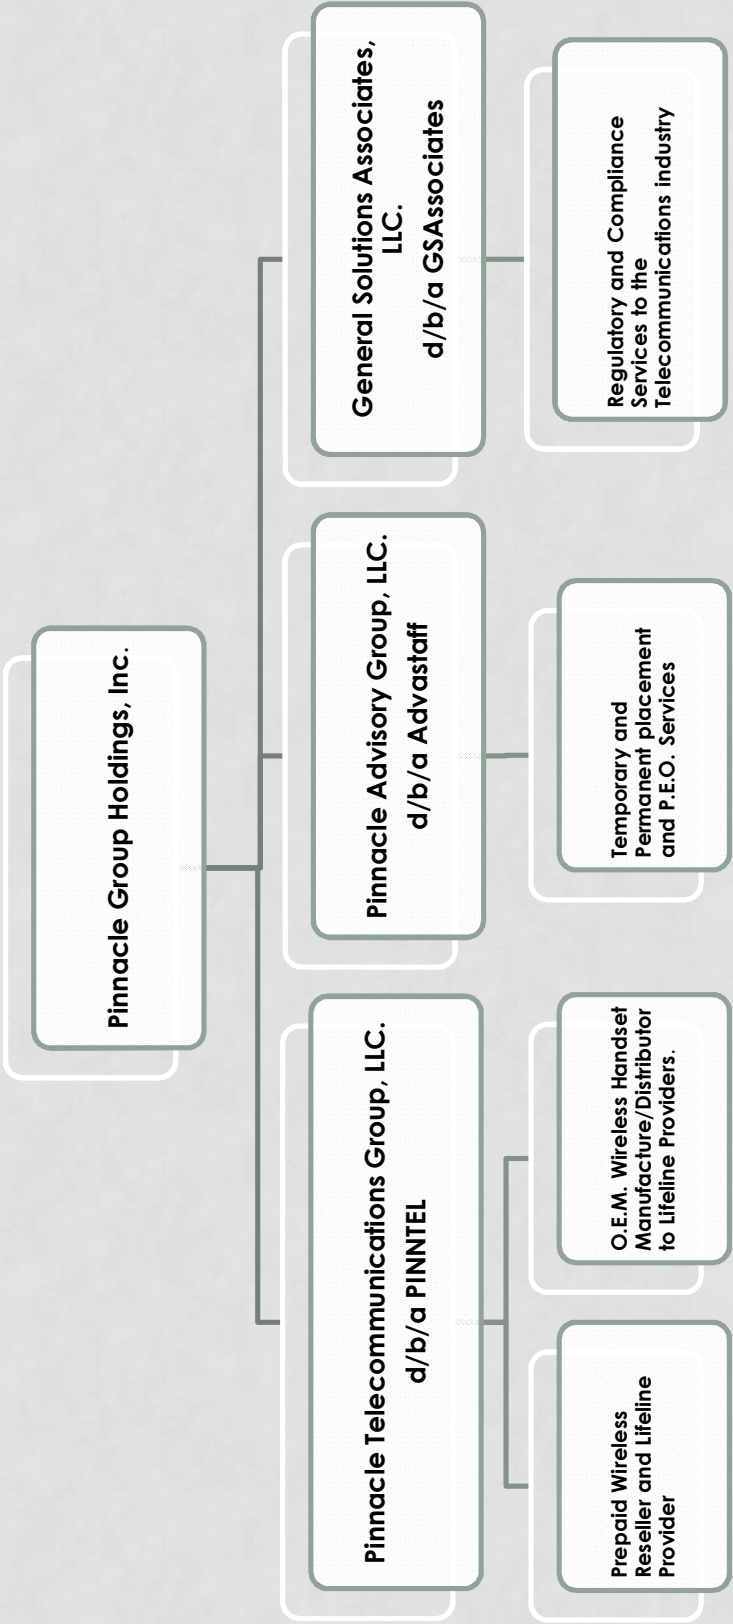 Pinnacle Group Holdings, Inc.
Pinnacle Telecommunications Group, LLC.
d/b/a PINNTEL
Pinnacle Advisory Group, LLC.
d/b/a Advastaff
General Solutions Associates,
LLC.
d/b/a GSAssociates
Prepaid Wireless
Reseller and Lifeline
Provider
O.E.M. Wireless Handset
Manufacture/Distributor
to Lifeline Providers.
Temporary and
Permanent placement
and P.E.O. Services
Regulatory and Compliance
Services to the
Telecommunications industry